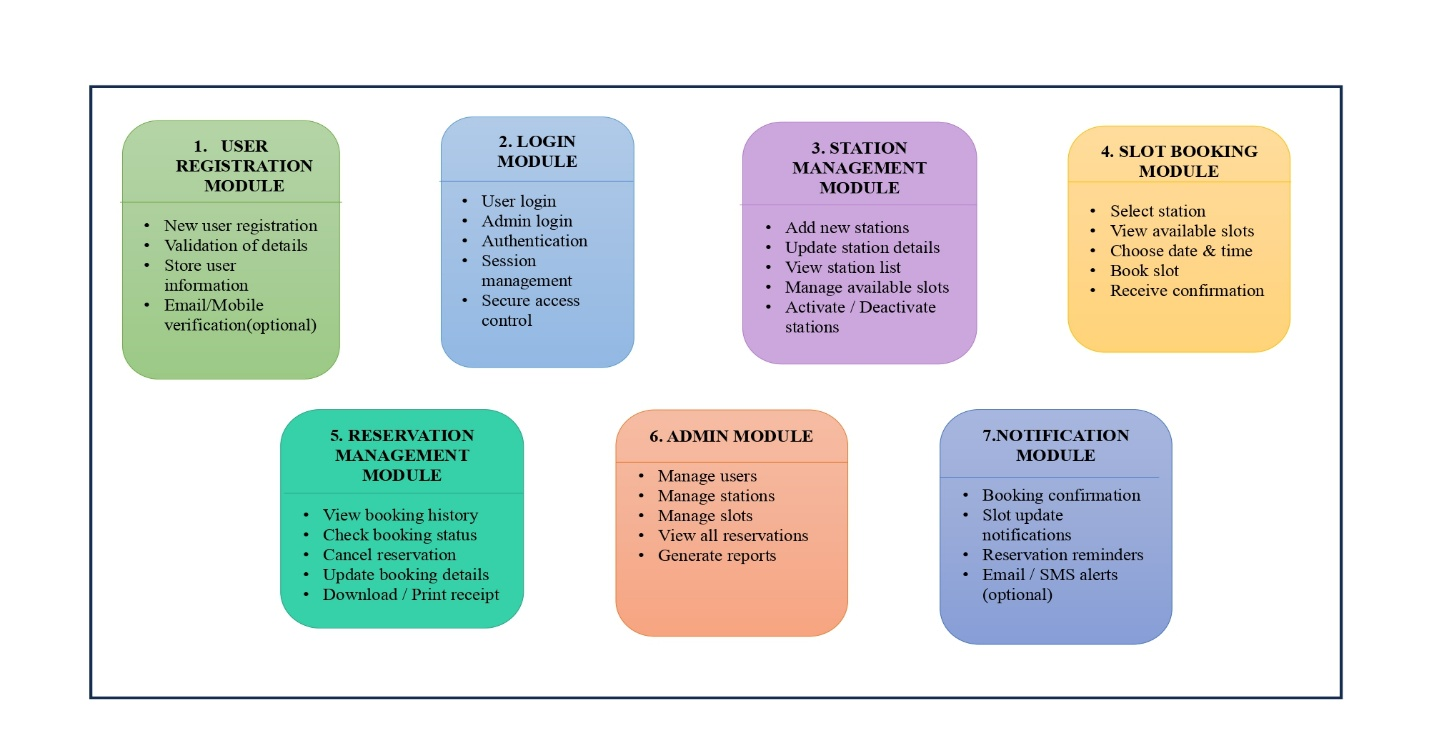 1. USER
REGISTRATION
MODULE
• New user registration
• Validation of details
• Store user
information
• Email/Mobile
verification(optional)
2. LOGIN
MODULE
• User login
• Admin login
• Authentication
• Session
management
• Secure access
control
3. STATION
MANAGEMENT
MODULE
• Add new stations
• Update station details
• View station list
• Manage available slots
• Activate / Deactivate
stations
4. SLOT BOOKING
MODULE
• Select station
• View available slots
• Choose date & time
• Book slot
• Receive confirmation
5. RESERVATION
MANAGEMENT
MODULE
• View booking history
• Check booking status
• Cancel reservation
• Update booking details
• Download / Print receipt
6. ADMIN MODULE
• Manage users
• Manage stations
• Manage slots
• View all reservations
• Generate reports
7.NOTIFICATION
MODULE
• Booking confirmation
• Slot update
notifications
• Reservation reminders
• Email / SMS alerts
(optional)